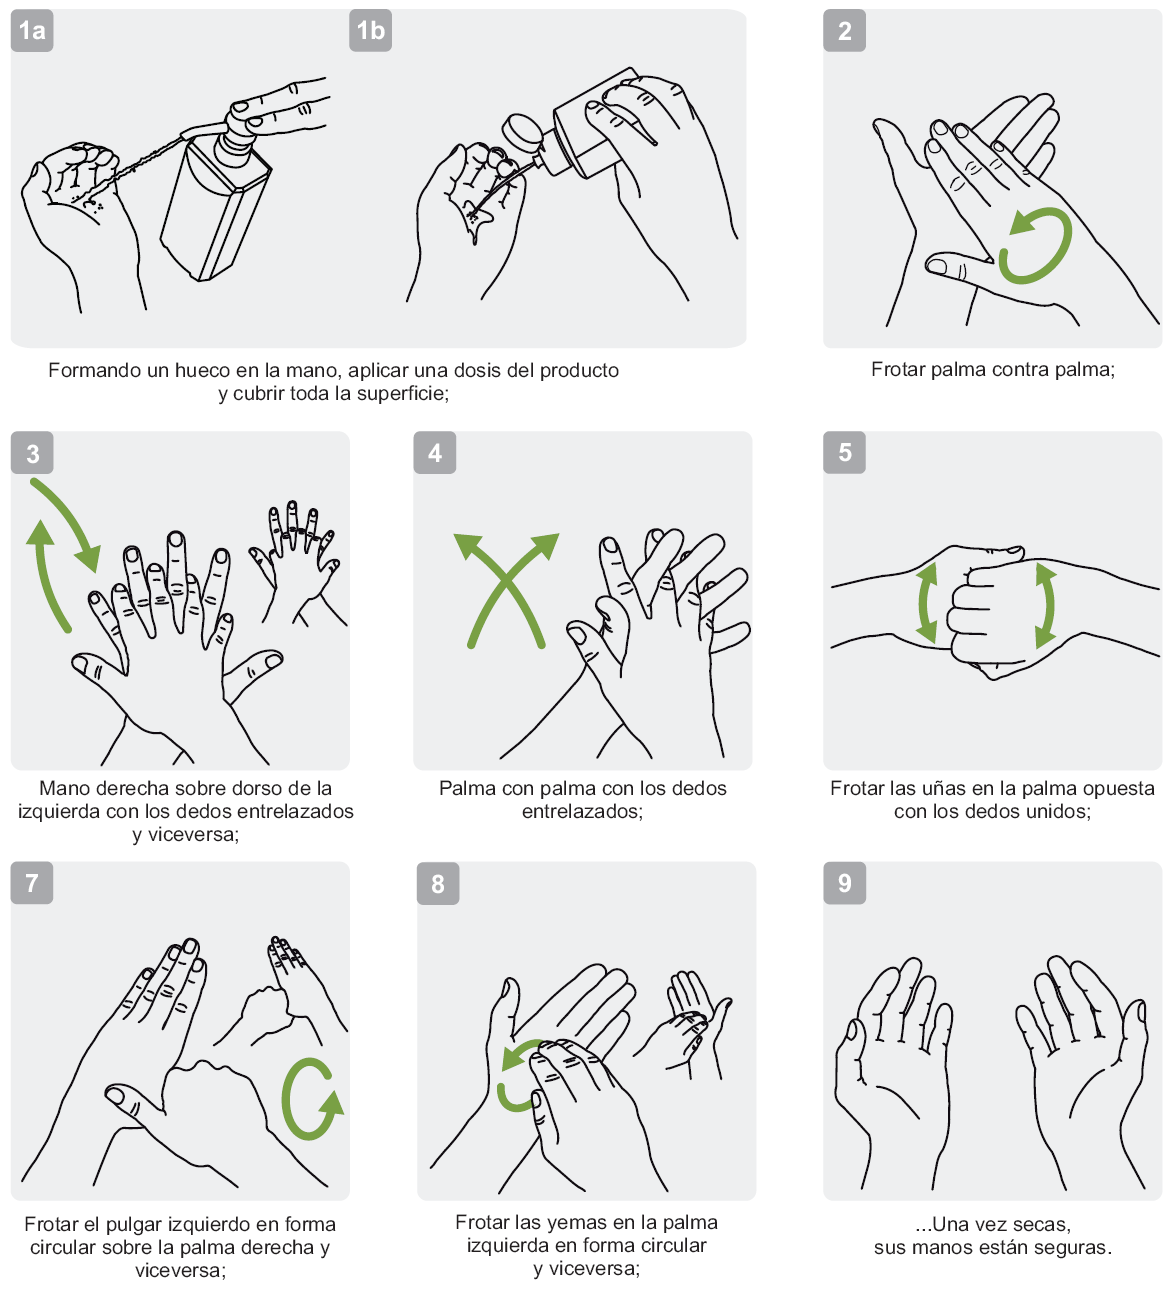 1a
1b
2
Formando un hueco en la mano, aplicar una dosis del producto
y cubrir toda la superficie;
Frotar palma contra palma;
3
4
5
Mano derecha sobre dorso de la
izquierda con los dedos entrelazados
y viceversa;
Palma con palma con los dedos
entrelazados;
Frotar las uñas en la palma opuesta
con los dedos unidos;
7
8
9
Frotar el pulgar izquierdo en forma
circular sobre la palma derecha y
viceversa;
Frotar las yemas en la palma
izquierda en forma circular
y viceversa;
...Una vez secas,
sus manos están seguras.